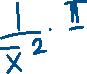 1/x² · π